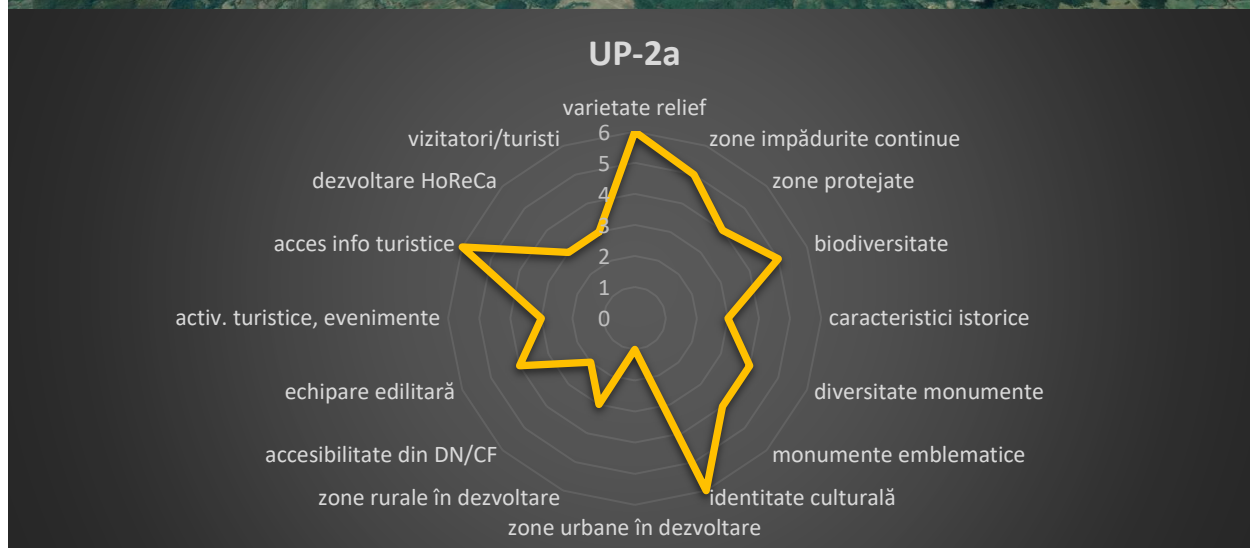 UP-2a
varietate relief
vizitatori/turisti
6
zone impădurite continue
5
dezvoltare HoReCa
4
zone protejate
3
acces info turistice
2
biodiversitate
1
activ. turistice, evenimente
0
caracteristici istorice
echipare edilitară
diversitate monumente
accesibilitate din DN/CF
monumente emblematice
zone rurale în dezvoltare
identitate culturală
zone urbane în dezvoltare